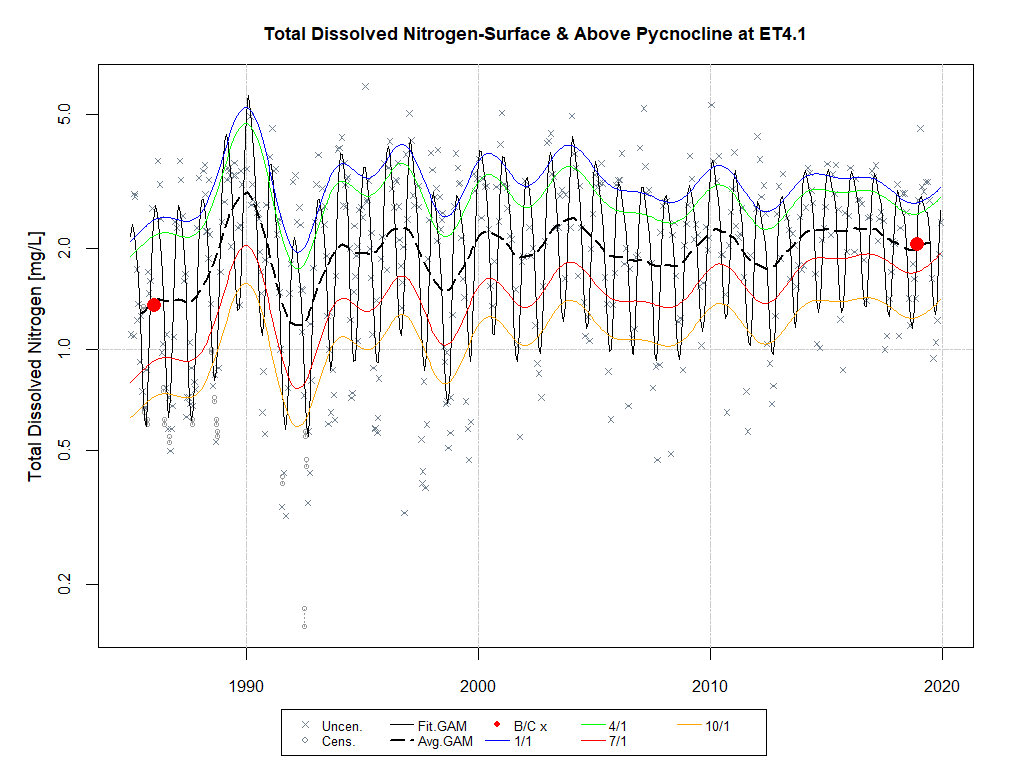 Total Dissolved Nitrogen-Surface & Above Pycnocline at ET4.1
Total Dissolved Nitrogen [mg/L]
5.0
2.0
1.0
0.5
0.2
1990 2000 2010 2020
Uncen. Fit.GAM B/C x 4/1 10/1
Cens. Avg.GAM 1/1 7/1